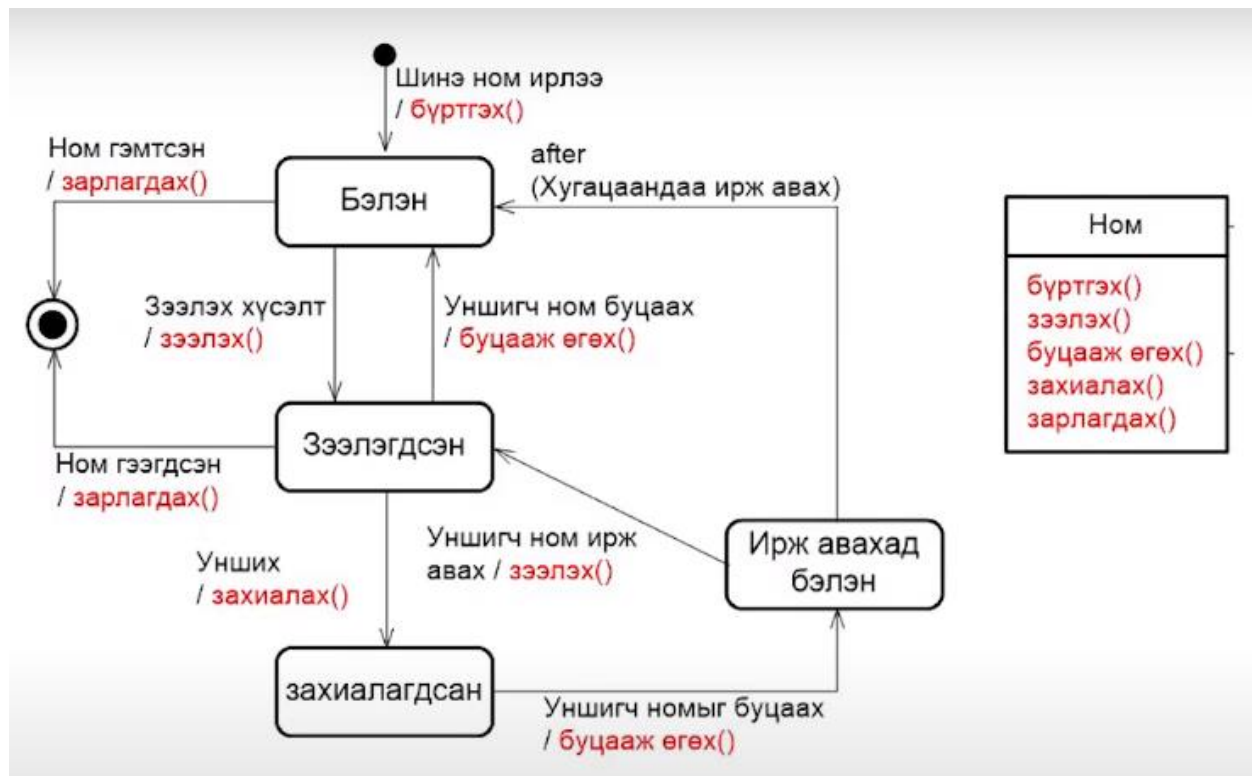 Шинэ ном ирлээ
/ бүртгэх()
Ном гэмтсэн
/ зарлагдах()
after
(Хугацаандаа ирж авах)
Бэлэн
Ном
бүртгэх()
зээлэх()
буцааж өгөх()
захиалах()
зарлагдах()
Зээлэх хүсэлт
/ зээлэх()
Уншигч ном буцаах
/ буцааж өгөх()
Зээлэгдсэн
Ном гээгдсэн
/ зарлагдах()
Унших
/ захиалах()
Уншигч ном ирж
авах / зээлэх()
Ирж авахад
бэлэн
захиалагдсан
Уншигч номыг буцаах
/ буцааж өгөх()